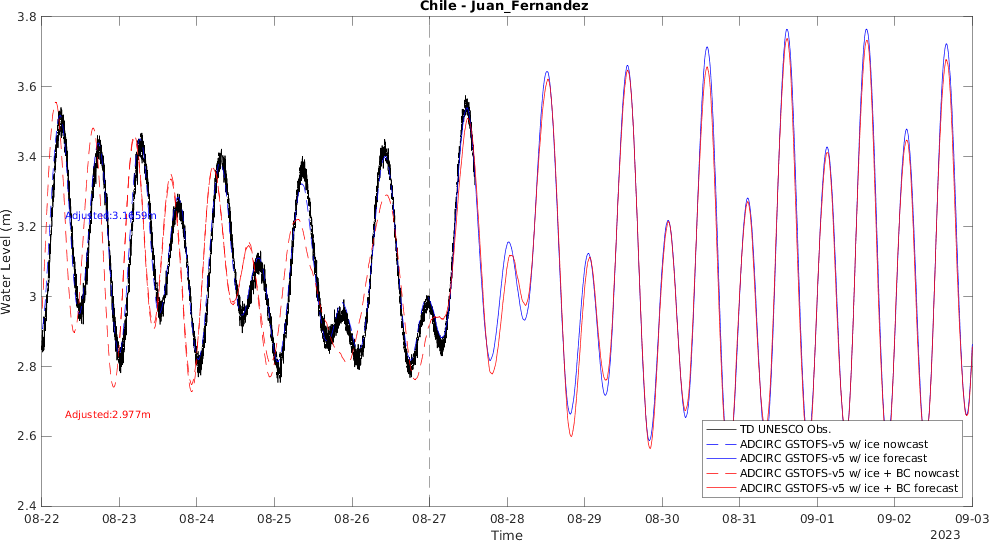 Chile - Juan_Fernandez
Water Level (m)
3.8
3.6
3.4
3.2
3
2.8
2.6
2.4
Adjusted:3.1659m
Adjusted:2.977m
TD UNESCO Obs.
ADCIRC GSTOFS-v5 w/ ice nowcast
ADCIRC GSTOFS-v5 w/ ice forecast
ADCIRC GSTOFS-v5 w/ ice + BC nowcast
ADCIRC GSTOFS-v5 w/ ice + BC forecast
08-22 08-23 08-24 08-25 08-26 08-27 08-28 08-29 08-30 08-31 09-01 09-02 09-03
Time
2023